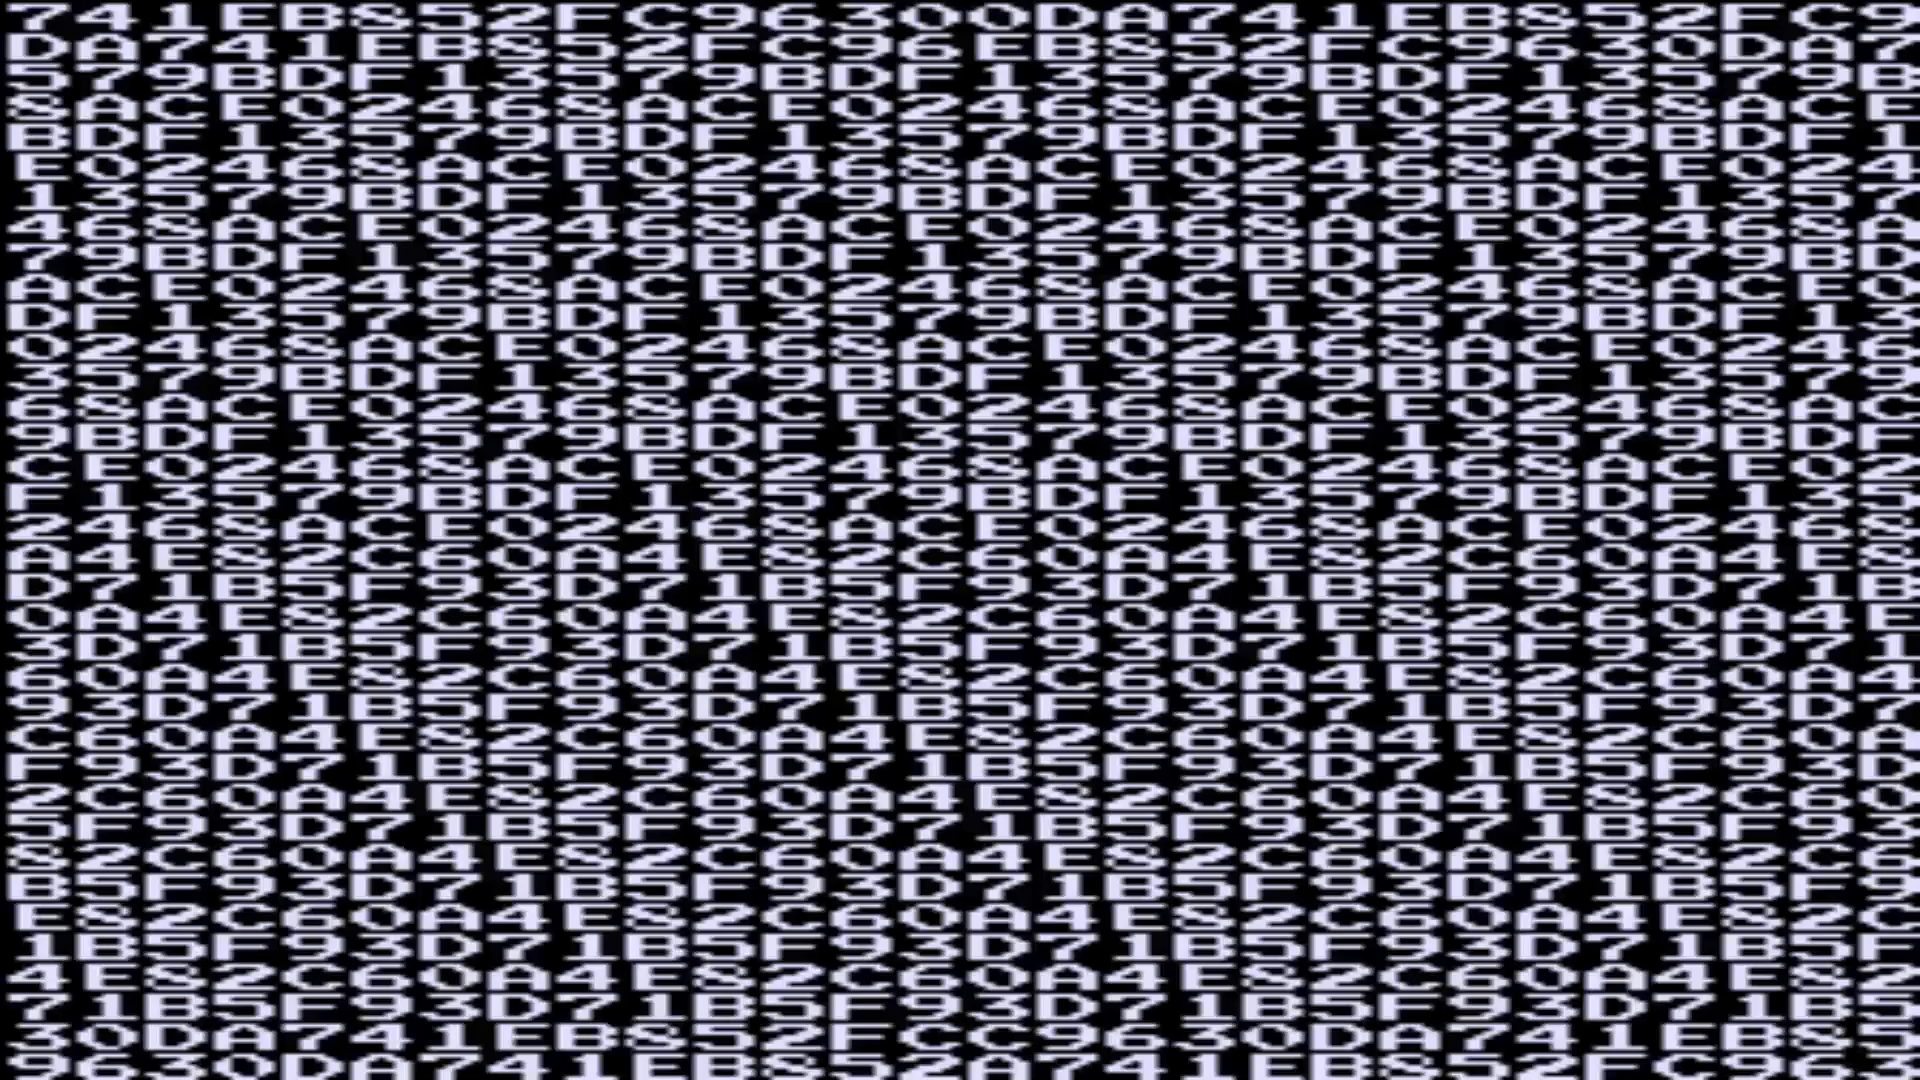 741EB852FC96300DA741EB852FC9
DA741EB852FC96EB852FC9630DA7
579BDF13579BDF13579BDF13579B
8ACE02468ACE02468ACE02468ACE
BDF13579BDF13579BDF13579BDF1
E02468ACE02468ACE02468ACE024
13579BDF13579BDF13579BDF1357
468ACE02468ACE02468ACE02468A
79BDF13579BDF13579BDF13579BD
ACE02468ACE02468ACE02468ACE0
DF13579BDF13579BDF13579BDF13
02468ACE02468ACE02468ACE0246
3579BDF13579BDF13579BDF13579
68ACE02468ACE02468ACE02468AC
9BDF13579BDF13579BDF13579BDF
CE02468ACE02468ACE02468ACE02
F13579BDF13579BDF13579BDF135
2468ACE02468ACE02468ACE02468
A4E82C60A4E82C60A4E82C60A4E8
D71B5F93D71B5F93D71B5F93D71B
0A4E82C60A4E82C60A4E82C60A4E
3D71B5F93D71B5F93D71B5F93D71
60A4E82C60A4E82C60A4E82C60A4
93D71B5F93D71B5F93D71B5F93D7
C60A4E82C60A4E82C60A4E82C60A
F93D71B5F93D71B5F93D71B5F93D
2C60A4E82C60A4E82C60A4E82C60
5F93D71B5F93D71B5F93D71B5F93
82C60A4E82C60A4E82C60A4E82C6
B5F93D71B5F93D71B5F93D71B5F9
E82C60A4E82C60A4E82C60A4E82C
1B5F93D71B5F93D71B5F93D71B5F
4E82C60A4E82C60A4E82C60A4E82
71B5F93D71B5F93D71B5F93D71B5
30DA741EB852FCC9630DA741EB85
9630DA741EB852A741EB852FC963